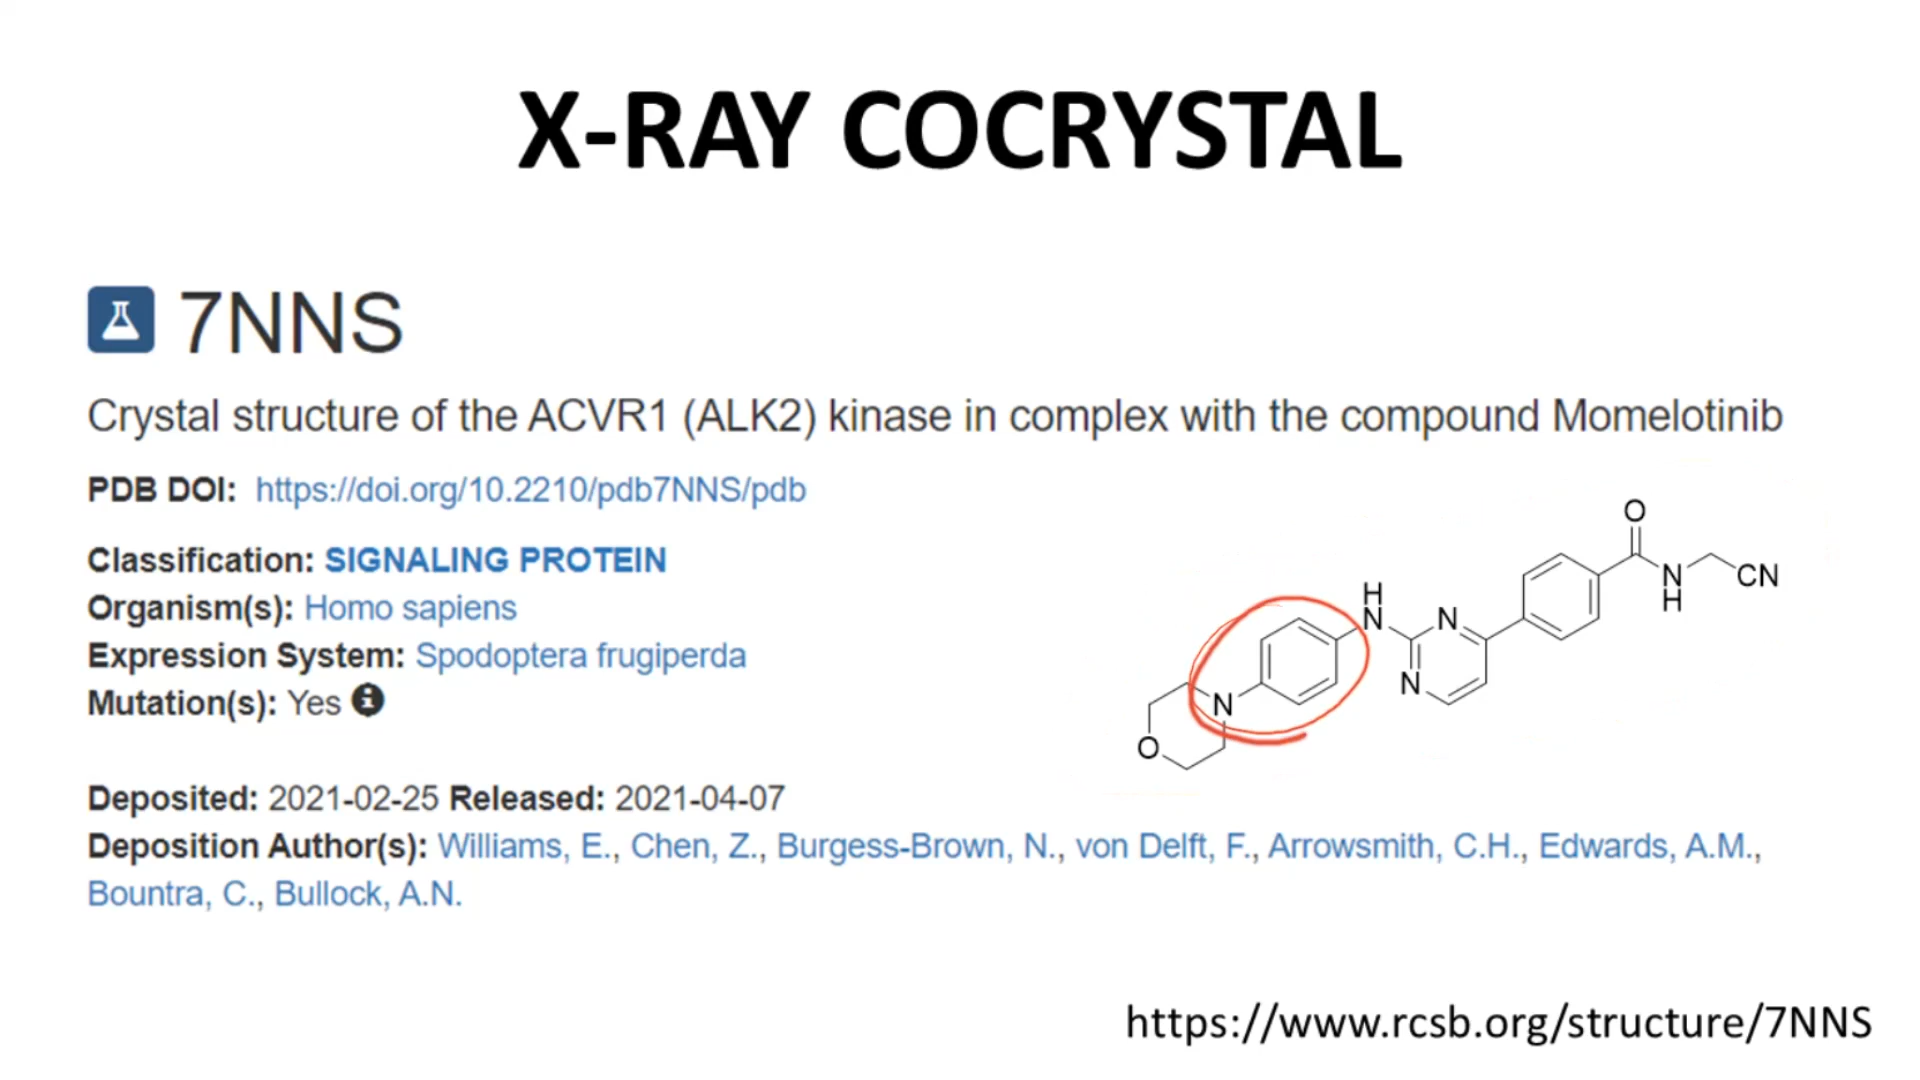 X-RAY COCRYSTAL
7NNS
Crystal structure of the ACVR1 (ALK2) kinase in complex with the compound Momelotinib
PDB DOI: https://doi.org/10.2210/pdb7NNS/pdb
Classification: SIGNALING PROTEIN
Organism(s): Homo sapiens
Expression System: Spodoptera frugiperda
Mutation(s): Yes
O
N
H
CN
H
N
N
N
N
O
Deposited: 2021-02-25 Released: 2021-04-07
Deposition Author(s): Williams, E., Chen, Z., Burgess-Brown, N., von Delft, F., Arrowsmith, C.H., Edwards, A.M.,
Bountra, C., Bullock, A.N.
https://www.rcsb.org/structure/7NNS